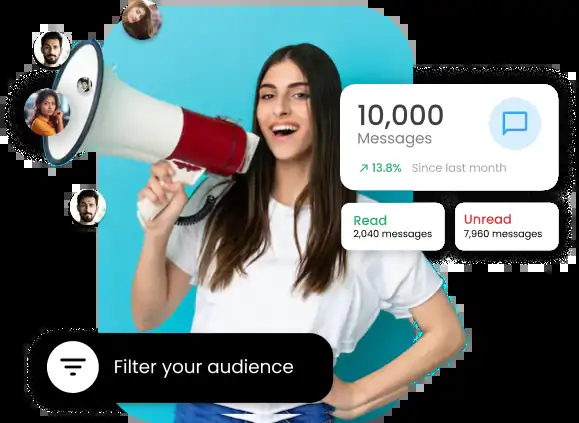 10,000
Messages
13.8% Since last month
Read
2,040 messages
Unread
7,960 messages
Filter your audience